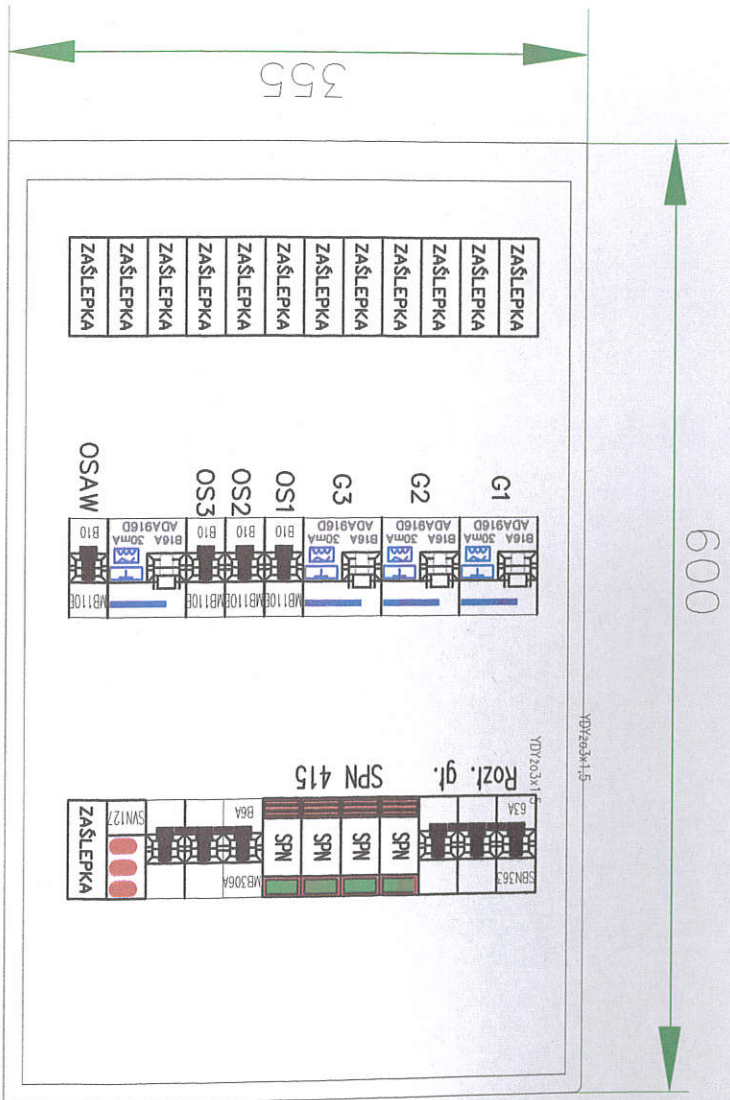 355
600
ZAŚLEPKA
ZAŚLEPKA
ZAŚLEPKA
ZAŚLEPKA
ZAŚLEPKA
ZAŚLEPKA
ZAŚLEPKA
ZAŚLEPKA
ZAŚLEPKA
ZAŚLEPKA
ZAŚLEPKA
ZAŚLEPKA
OSAW
OS3
OS2
OS1
G3
G2
G1
B10
ADA916D
30mA
B16A
B10
B10
B10
ADA916D
30mA
B16A
ADA916D
30mA
B16A
ADA916D
30mA
B16A
MB110E
MB110E
MB110E
MB110E
YDYżo3x1,5
YDYżo3x1,5
Rozł. gł.
SPN 415
63A
SBN363
SPN
SPN
SPN
SPN
B6A
MB306A
SVN127
ZAŚLEPKA